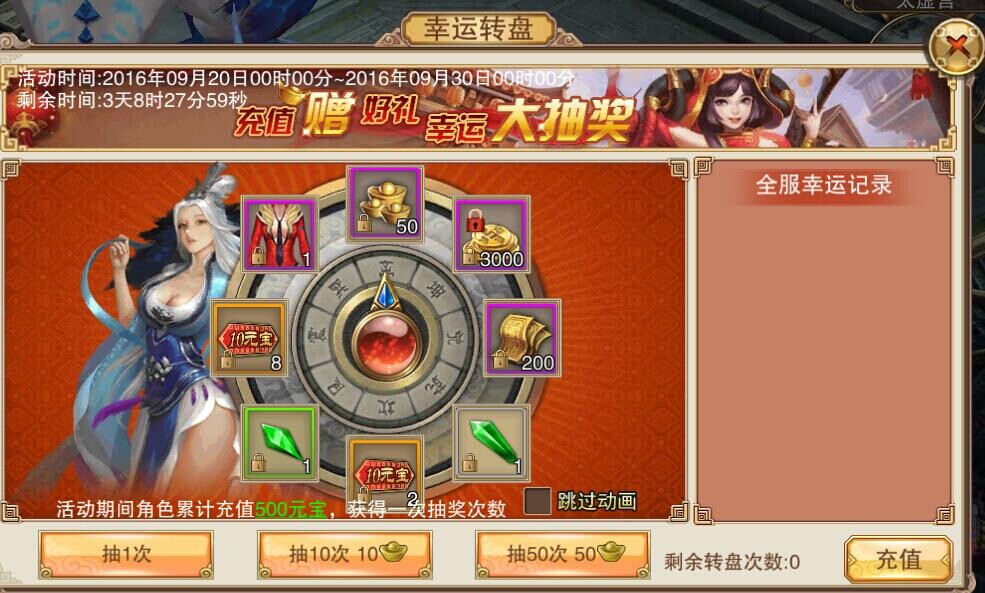 太虚宫
幸运转盘
活动时间:2016年09月20日00时00分~2016年09月30日00时00分
剩余时间:3天8时27分59秒
充值赠好礼 幸运大抽奖
全服幸运记录
50
1
3000
10元宝
8
200
1
1
10元宝
2
活动期间角色累计充值500元宝，获得一次抽奖次数
跳过动画
抽1次
抽10次 10
抽50次 50
剩余转盘次数:0
充值